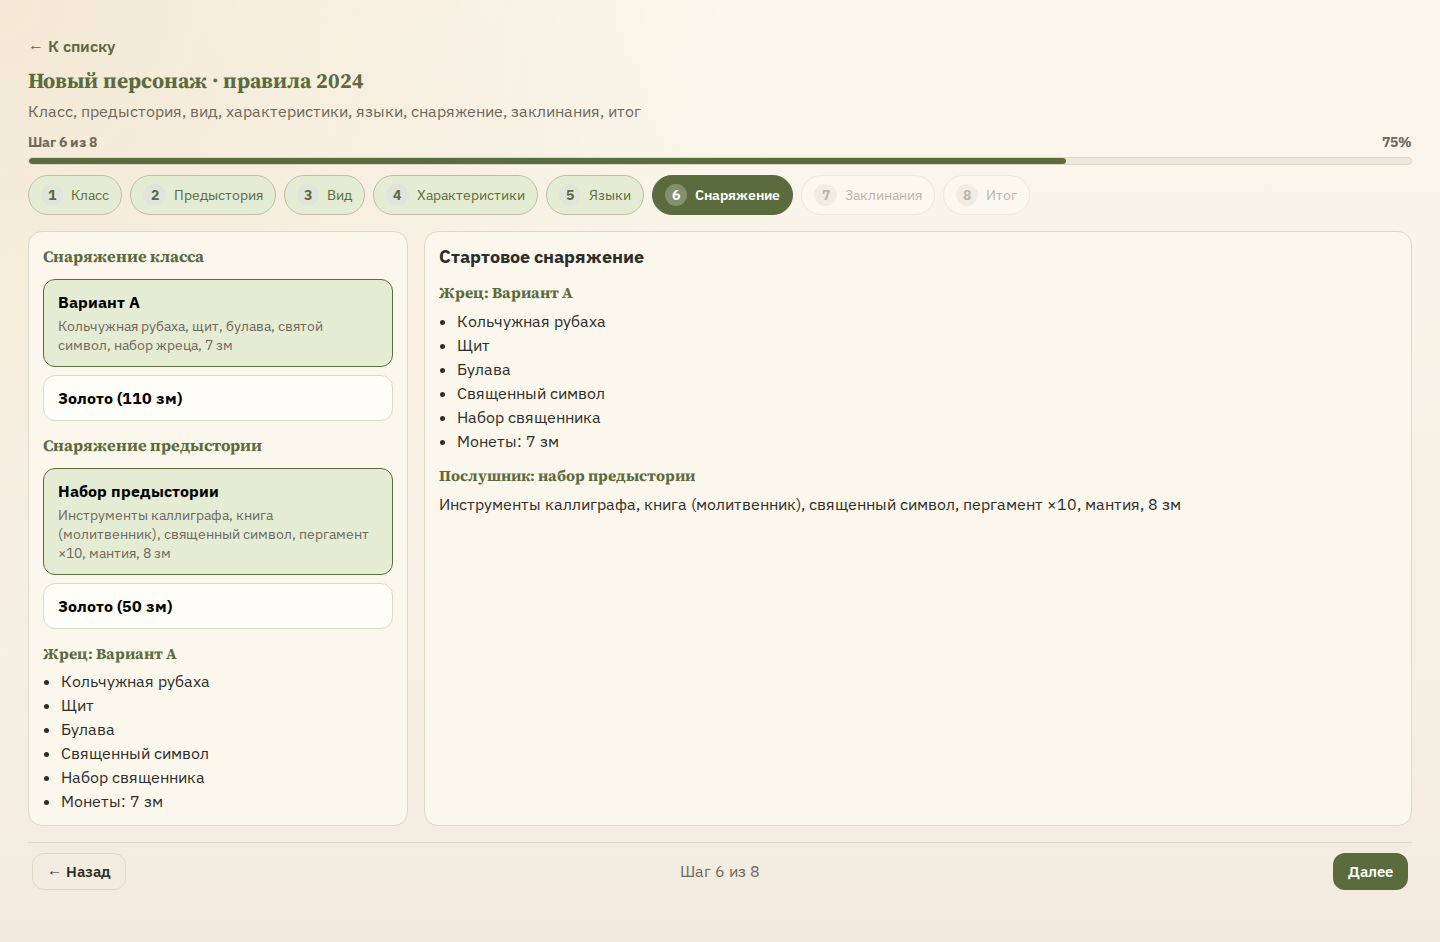 ← К списку
Новый персонаж · правила 2024
Класс, предыстория, вид, характеристики, языки, снаряжение, заклинания, итог
Шаг 6 из 8
75%
1 Класс
2 Предыстория
3 Вид
4 Характеристики
5 Языки
6 Снаряжение
7 Заклинания
8 Итог
Снаряжение класса
Вариант A
Кольчужная рубаха, щит, булава, святой
символ, набор жреца, 7 зм
Золото (110 зм)
Снаряжение предыстории
Набор предыстории
Инструменты каллиграфа, книга
(молитвенник), священный символ, пергамент
×10, мантия, 8 зм
Золото (50 зм)
Жрец: Вариант A
• Кольчужная рубаха
• Щит
• Булава
• Священный символ
• Набор священника
• Монеты: 7 зм
Стартовое снаряжение
Жрец: Вариант A
• Кольчужная рубаха
• Щит
• Булава
• Священный символ
• Набор священника
• Монеты: 7 зм
Послушник: набор предыстории
Инструменты каллиграфа, книга (молитвенник), священный символ, пергамент ×10, мантия, 8 зм
← Назад
Шаг 6 из 8
Далее